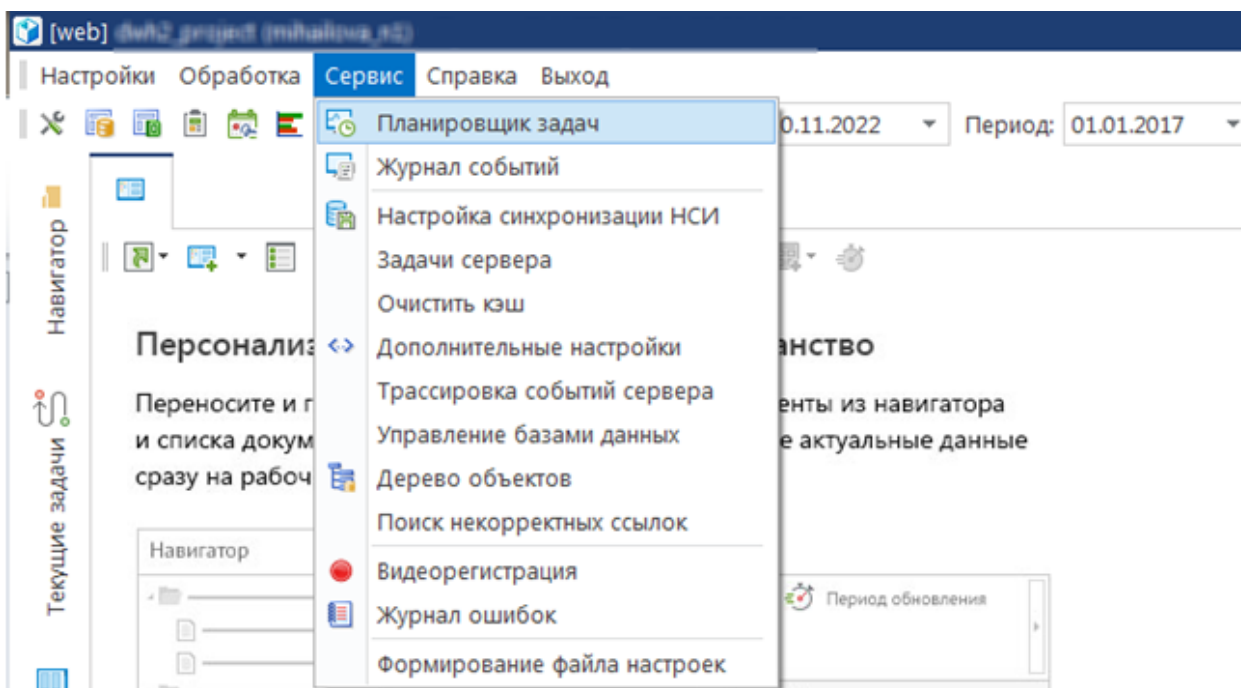 [web]
Настройки Обработка Сервис Справка Выход
Планировщик задач
0.11.2022 Период: 01.01.2017
Журнал событий
Настройка синхронизации НСИ
Задачи сервера
Очистить кэш
Дополнительные настройки
Трассировка событий сервера
Управление базами данных
Дерево объектов
Поиск некорректных ссылок
Видеорегистрация
Журнал ошибок
Формирование файла настроек
Навигатор
Текущие задачи
Персонализ анство
Переносите и г енты из навигатора
и списка докум е актуальные данные
сразу на рабоч
Навигатор
Период обновления